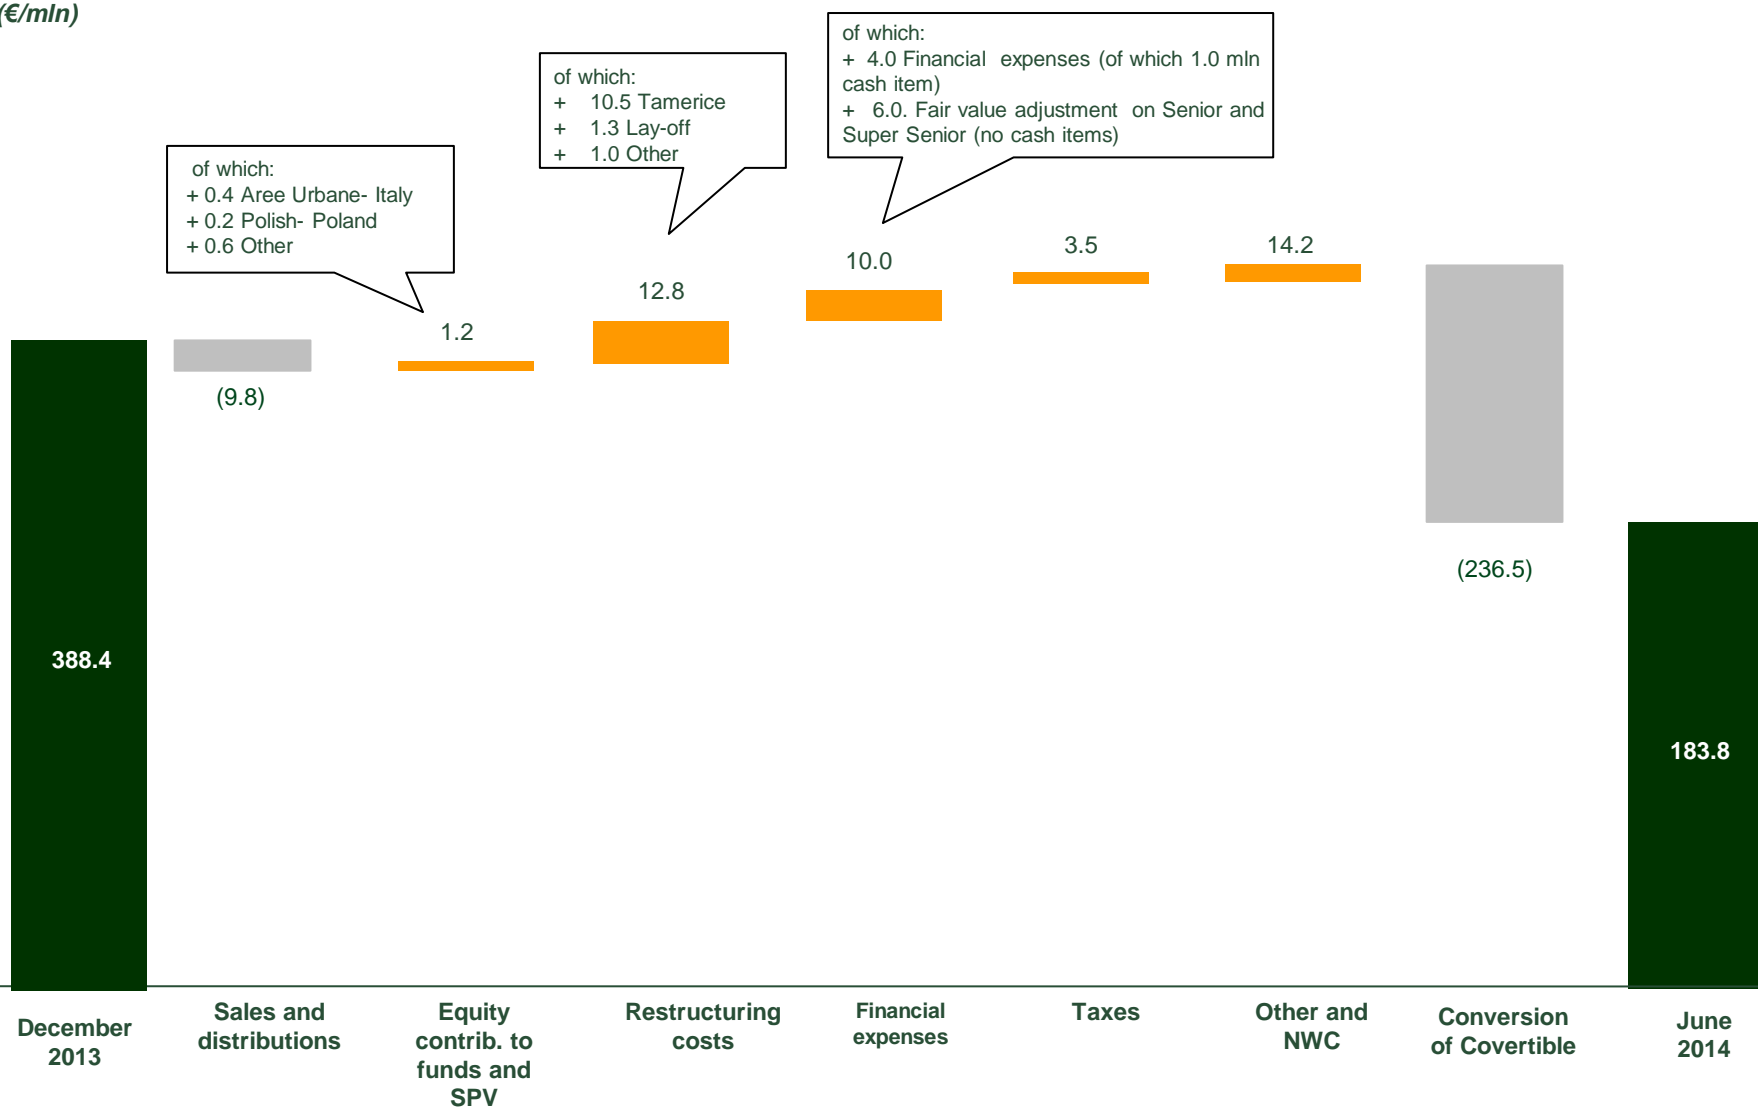 (€/mln)
of which:
+ 4.0 Financial expenses (of which 1.0 mln
cash item)
+ 6.0. Fair value adjustment on Senior and
Super Senior (no cash items)
of which:
+ 10.5 Tamerice
+ 1.3 Lay-off
+ 1.0 Other
of which:
+ 0.4 Aree Urbane- Italy
+ 0.2 Polish- Poland
+ 0.6 Other
388.4
(9.8)
1.2
12.8
10.0
3.5
14.2
(236.5)
183.8
December
2013
Sales and
distributions
Equity
contrib. to
funds and
SPV
Restructuring
costs
Financial
expenses
Taxes
Other and
NWC
Conversion
of Covertible
June
2014